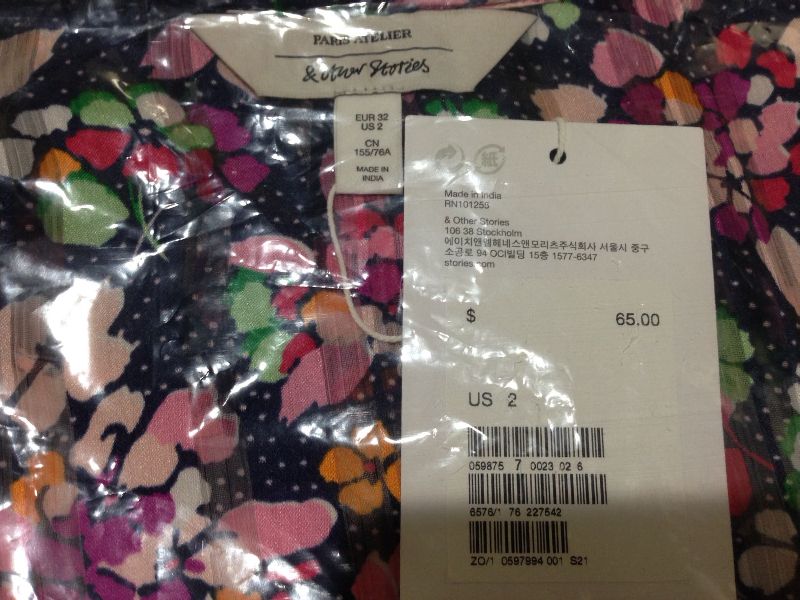 PARIS ATELIER
& Other Stories
EUR 32
US 2
CN
155/76A
MADE IN
INDIA
紙
Made in India
RN101255
& Other Stories
106 38 Stockholm
에이치앤엠헤네스앤모리츠주식회사 서울시 중구
소공로 94 OCI빌딩 15층 1577-6347
stories.com
$ 65.00
US 2
059875 7 0023 02 6
6576/1 76 227542
ZO/1 0597994 001 S21